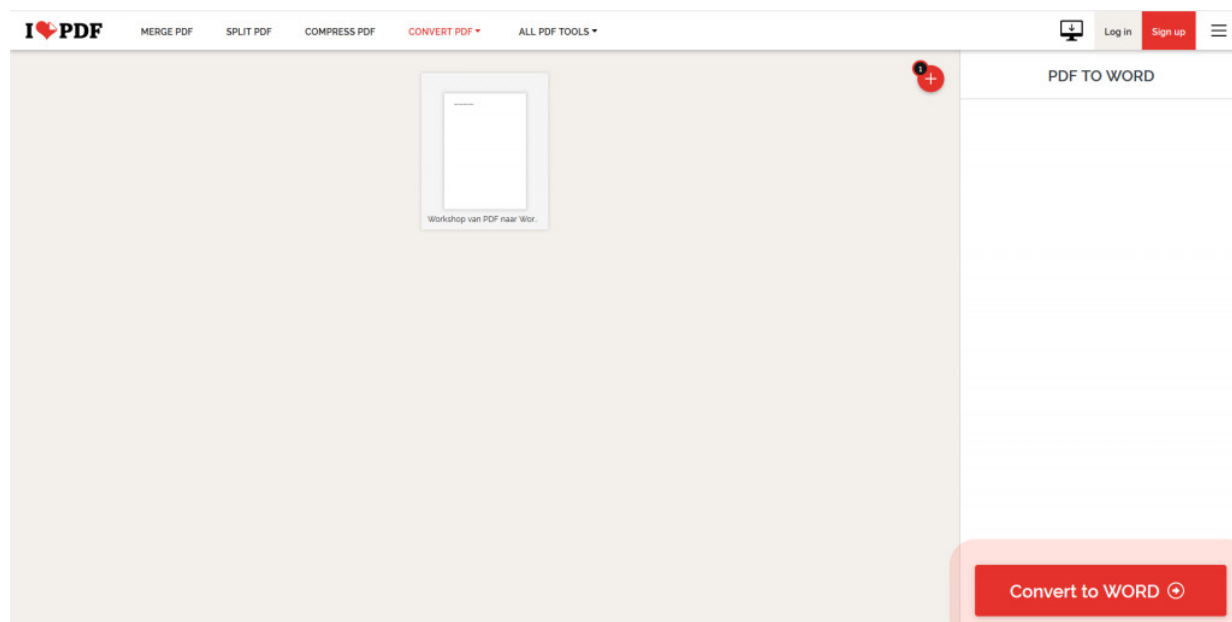 I PDF MERGE PDF SPLIT PDF COMPRESS PDF CONVERT PDF ALL PDF TOOLS Log in Sign up
1
PDF TO WORD
Workshop van PDF naar Wor..
Convert to WORD